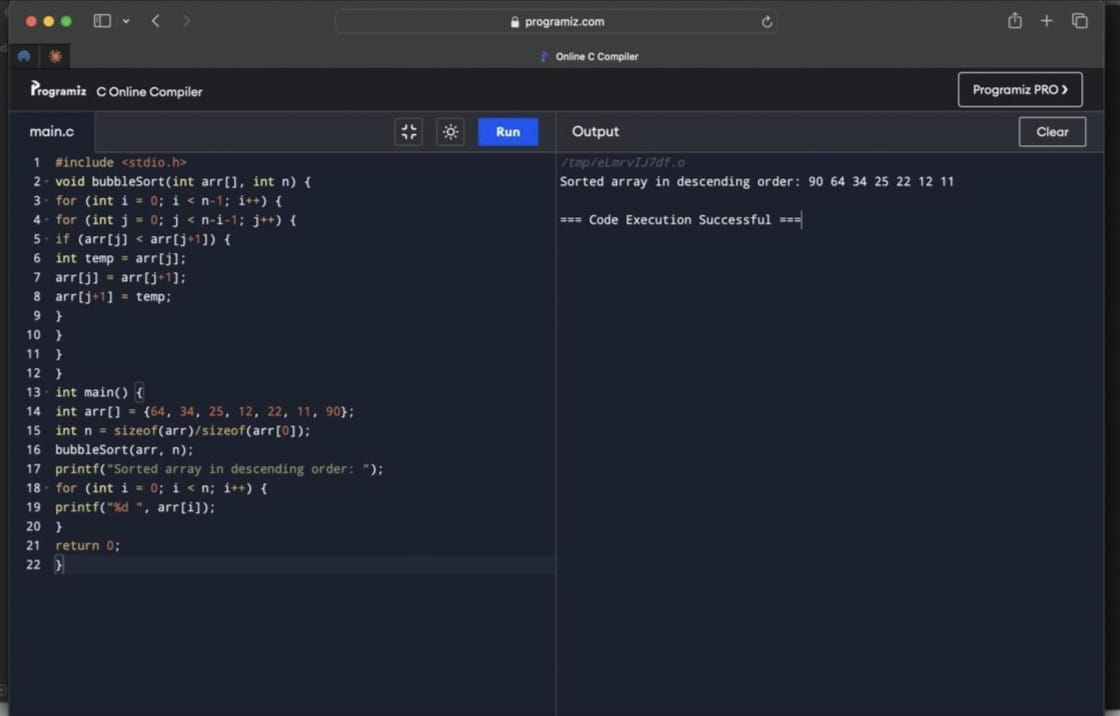 programiz.com
Online C Compiler
Programiz C Online Compiler
Programiz PRO
main.c
Run
Output
Clear
1 #include <stdio.h>
2 void bubbleSort(int arr[], int n) {
3 for (int i = 0; i < n-1; i++) {
4 for (int j = 0; j < n-i-1; j++) {
5 if (arr[j] < arr[j+1]) {
6 int temp = arr[j];
7 arr[j] = arr[j+1];
8 arr[j+1] = temp;
9 }
10 }
11 }
12 }
13 int main() {
14 int arr[] = {64, 34, 25, 12, 22, 11, 90};
15 int n = sizeof(arr)/sizeof(arr[0]);
16 bubbleSort(arr, n);
17 printf("Sorted array in descending order: ");
18 for (int i = 0; i < n; i++) {
19 printf("%d ", arr[i]);
20 }
21 return 0;
22 }
/tmp/eLmrvIJ7df.o
Sorted array in descending order: 90 64 34 25 22 12 11
=== Code Execution Successful ===